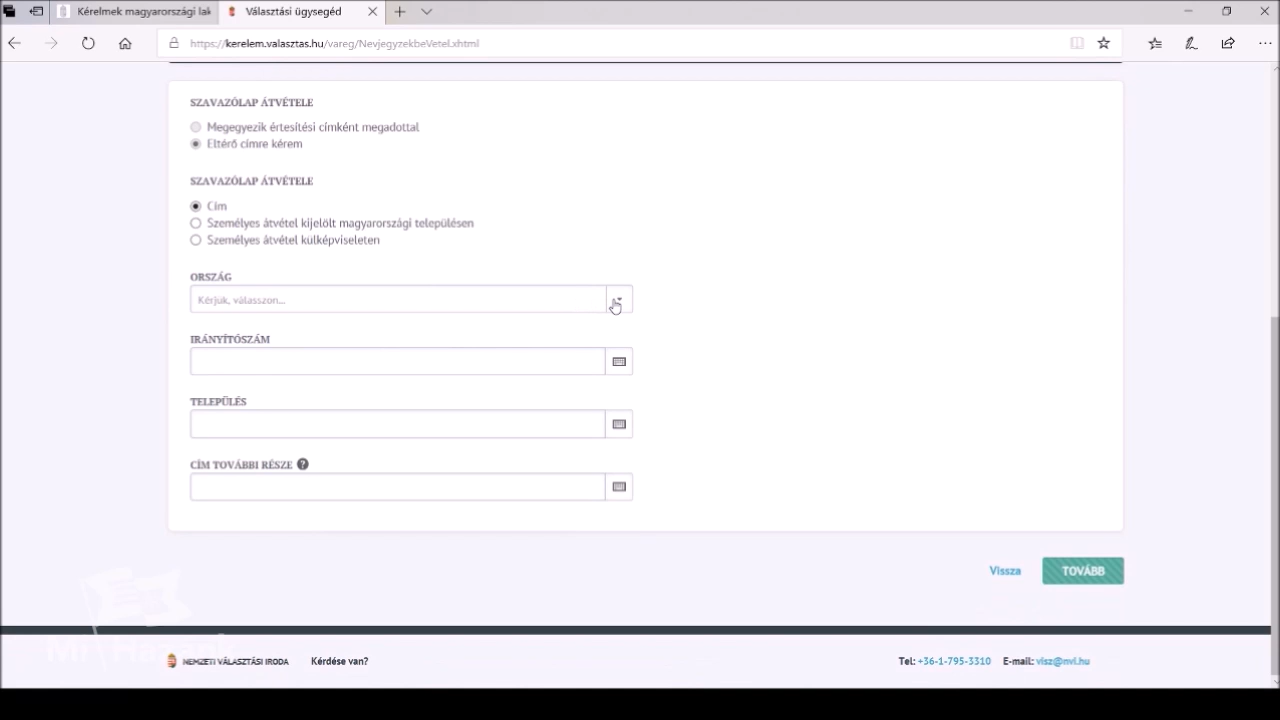 Kérelmek magyarországi lak
Választási ügysegéd
https://kerelem.valasztas.hu/vareg/NevjegyzekbeVetel.xhtml
SZAVAZÓLAP ÁTVÉTELE
Megegyezik értesítési címként megadottal
Eltérő címre kérem
SZAVAZÓLAP ÁTVÉTELE
Cím
Személyes átvétel kijelölt magyarországi településen
Személyes átvétel külképviseleten
ORSZÁG
Kérjük, válasszon...
IRÁNYÍTÓSZÁM
TELEPÜLÉS
CÍM TOVÁBBI RÉSZE ?
Vissza
TOVÁBB
NEMZETI VÁLASZTÁSI IRODA
Kérdése van?
Tel: +36-1-795-3310
E-mail: visz@nvi.hu